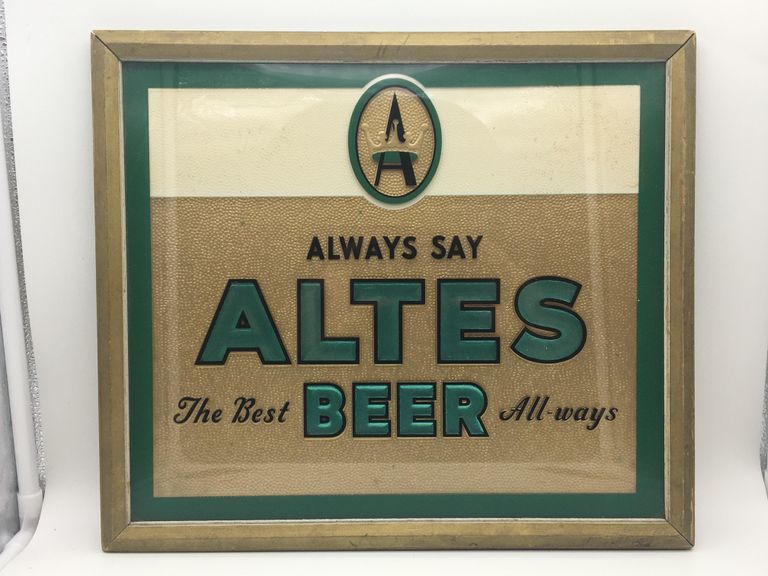 A
ALWAYS SAY
ALTES
The Best BEER All-ways